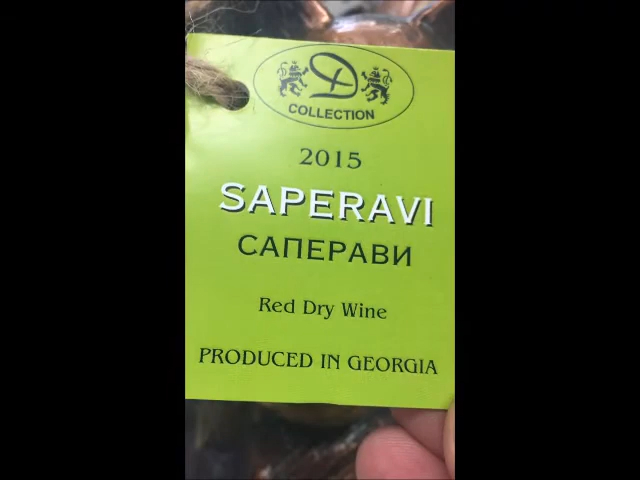 D
COLLECTION
2015
SAPERAVI
САПЕРАВИ
Red Dry Wine
PRODUCED IN GEORGIA